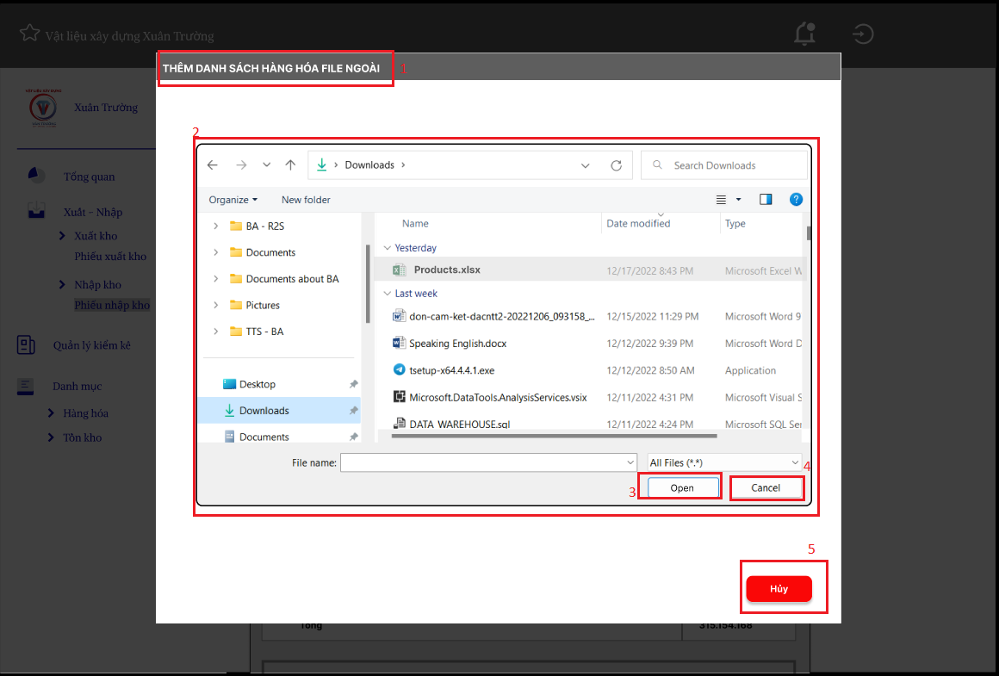 Vật liệu xây dựng Xuân Trường
THÊM DANH SÁCH HÀNG HÓA FILE NGOÀI
1
VẬT LIỆU XÂY DỰNG
XUÂN TRƯỜNG
Xuân Trường
Tổng quan
Xuất - Nhập
Xuất kho
Phiếu xuất kho
Nhập kho
Phiếu nhập kho
Quản lý kiểm kê
Danh mục
Hàng hóa
Tồn kho
2
Downloads
Search Downloads
Organize
New folder
?
BA - R2S
Documents
Documents about BA
Pictures
TTS - BA
Desktop
Downloads
Documents
Name Date modified Type
Yesterday
Products.xlsx 12/17/2022 8:43 PM Microsoft Excel W
Last week
don-cam-ket-dacntt2-20221206_093158_... 12/15/2022 11:29 PM Microsoft Word 9
Speaking English.docx 12/12/2022 9:39 PM Microsoft Word D
tsetup-x64.4.4.1.exe 12/12/2022 8:50 AM Application
Microsoft.DataTools.AnalysisServices.vsix 12/11/2022 4:31 PM Microsoft Visual S
DATA_WAREHOUSE.sql 12/11/2022 4:24 PM Microsoft SQL Ser
File name:
All Files (*.*)
4
3
Open
Cancel
5
Hủy
Tổng 315.154.168